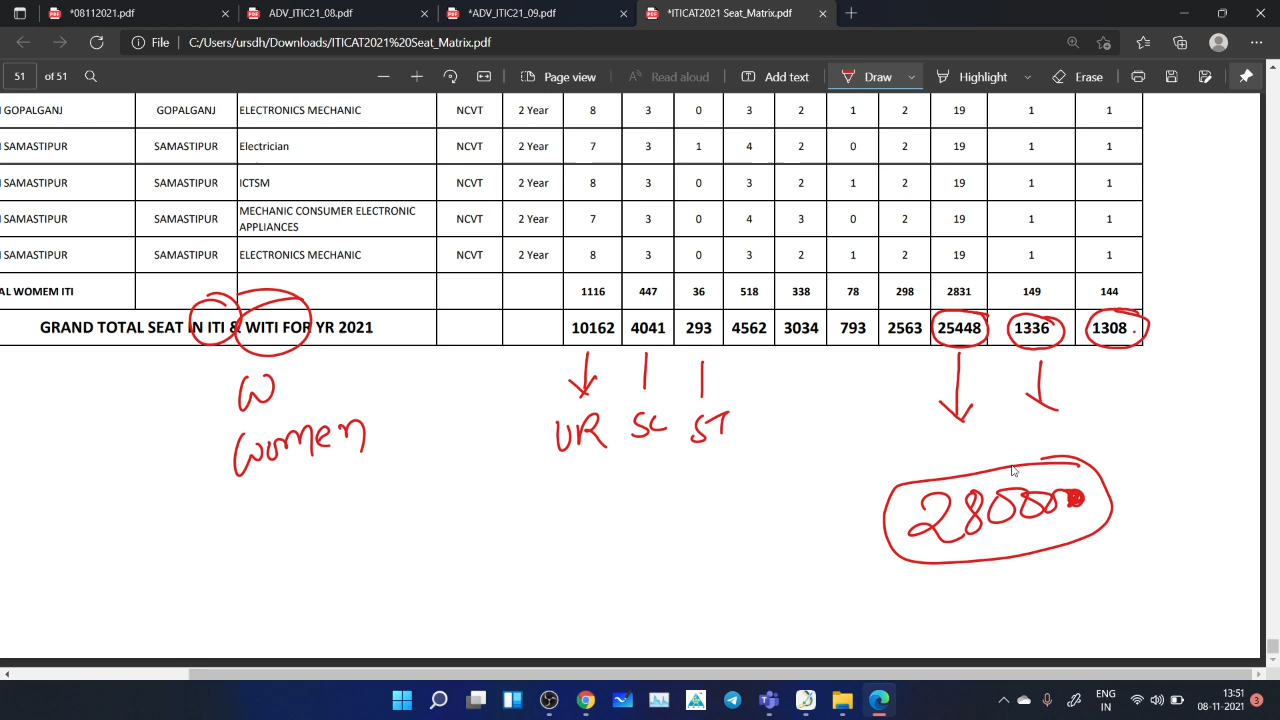 *08112021.pdf
ADV_ITIC21_08.pdf
*ADV_ITIC21_09.pdf
*ITICAT2021 Seat_Matrix.pdf
File C:/Users/ursdh/Downloads/ITICAT2021%20Seat_Matrix.pdf
51 of 51 Page view Read aloud Add text Draw Highlight Erase
GOPALGANJ GOPALGANJ ELECTRONICS MECHANIC NCVT 2 Year 8 3 0 3 2 1 2 19 1 1
SAMASTIPUR SAMASTIPUR Electrician NCVT 2 Year 7 3 1 4 2 0 2 19 1 1
SAMASTIPUR SAMASTIPUR ICTSM NCVT 2 Year 8 3 0 3 2 1 2 19 1 1
SAMASTIPUR SAMASTIPUR MECHANIC CONSUMER ELECTRONIC APPLIANCES NCVT 2 Year 7 3 0 4 3 0 2 19 1 1
SAMASTIPUR SAMASTIPUR ELECTRONICS MECHANIC NCVT 2 Year 8 3 0 3 2 1 2 19 1 1
AL WOMEM ITI 1116 447 36 518 338 78 298 2831 149 144
GRAND TOTAL SEAT IN ITI & WITI FOR YR 2021 10162 4041 293 4562 3034 793 2563 25448 1336 1308
W
women
UR SC ST
28000
ENG
IN
13:51
08-11-2021
3